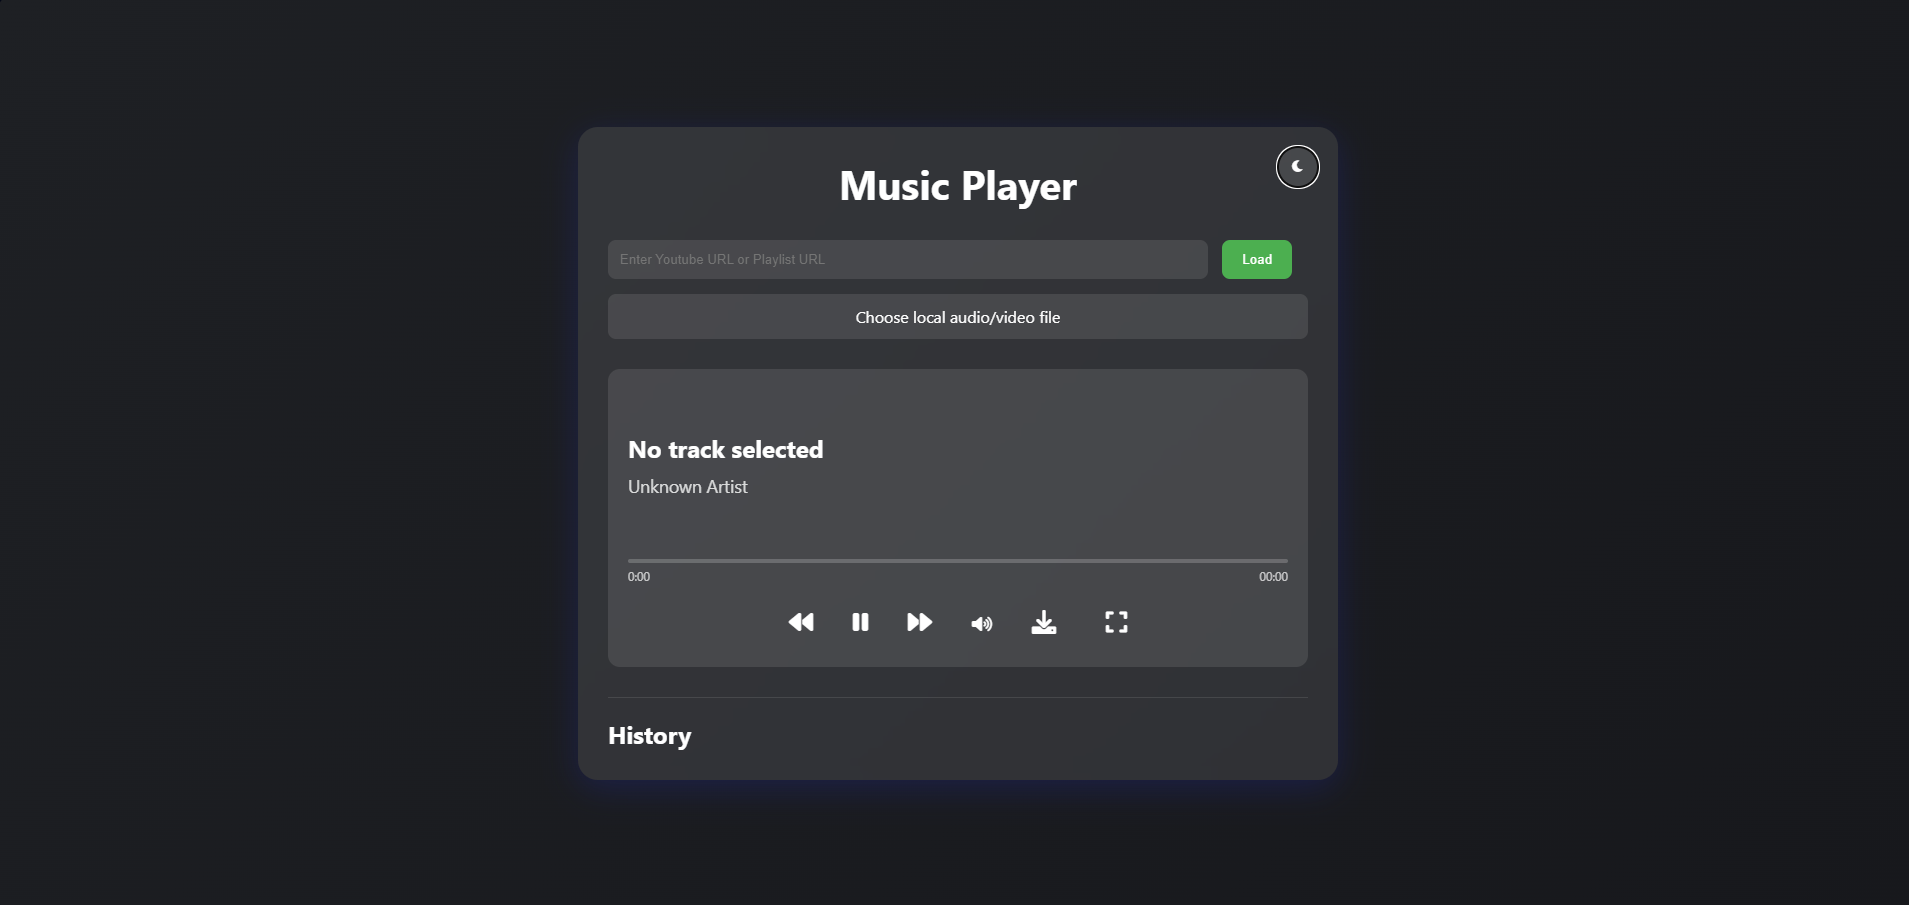 Music Player
Enter Youtube URL or Playlist URL
Load
Choose local audio/video file
No track selected
Unknown Artist
0:00
00:00
History